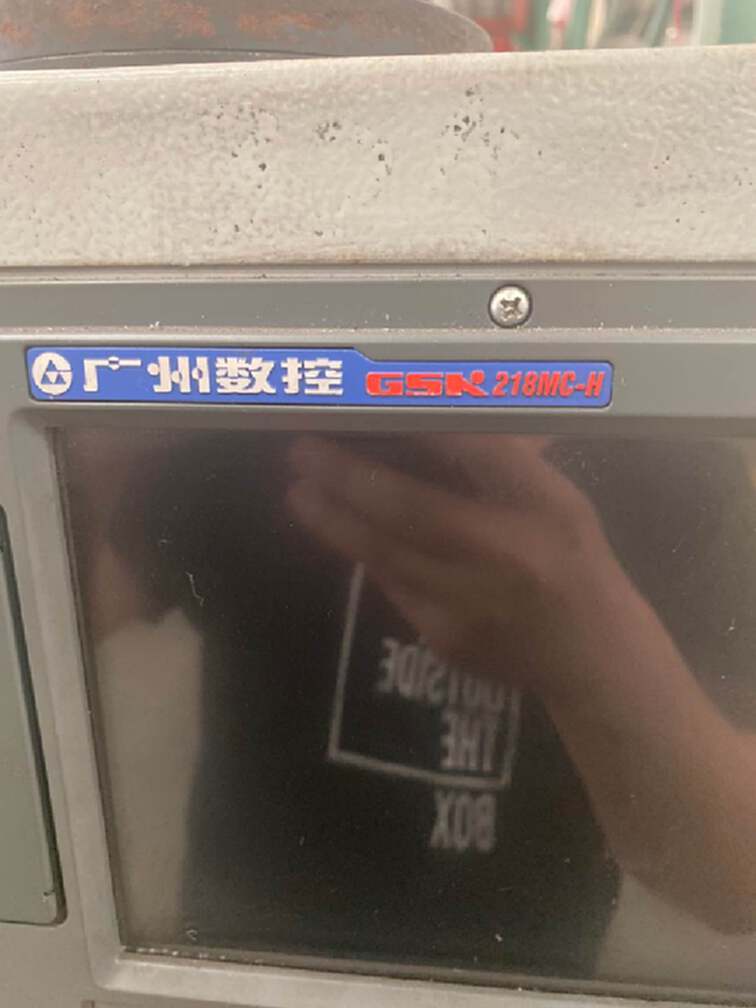 广州数控 GSK 218MC-H
OUTSIDE
THE
BOX